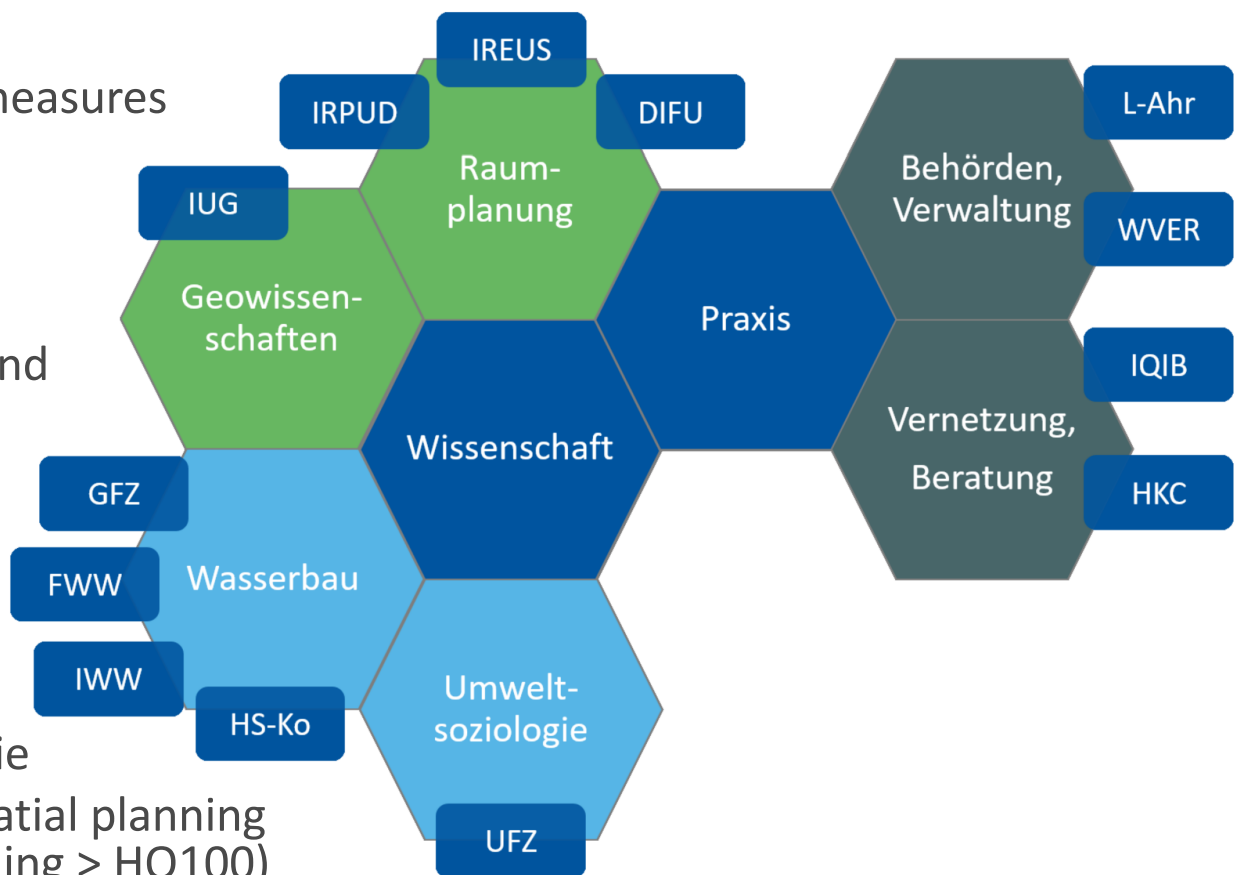 IREUS
neasures
IRPUD
DIFU
L-Ahr
Raum-
planung
Behörden,
Verwaltung
IUG
WVER
Geowissen-
schaften
Praxis
nd
IQIB
Vernetzung,
Beratung
Wissenschaft
GFZ
HKC
FWW
Wasserbau
IWW
HS-Ko
Umwelt-
soziologie
ie
atial planning
ing > HQ100)
UFZ